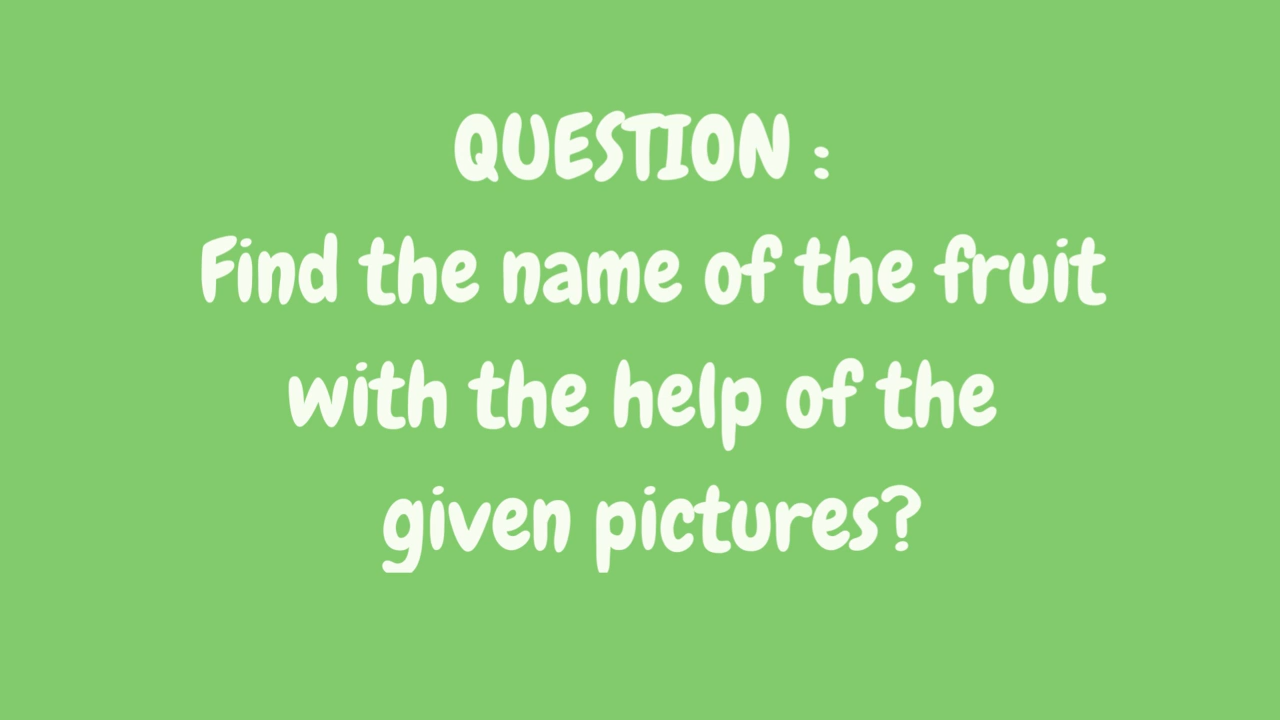 QUESTION :
Find the name of the fruit
with the help of the
given pictures?